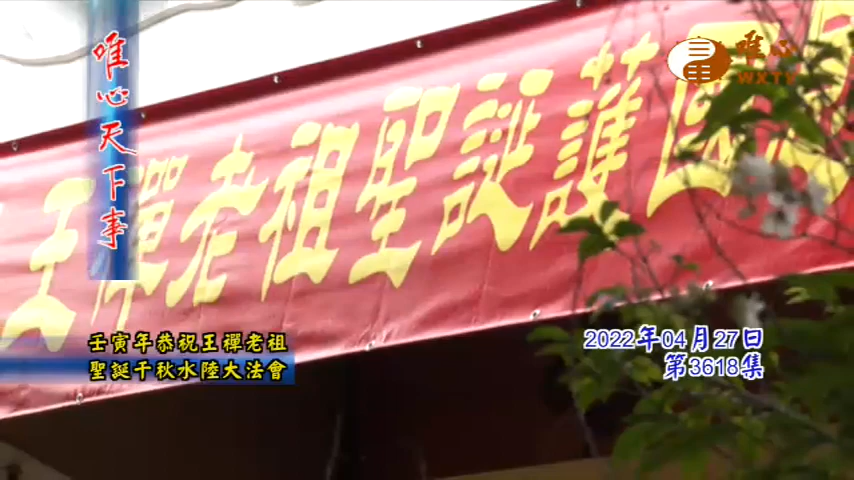 唯心天下事
唯心
WXTV
王禪老祖聖誕護國
壬寅年恭祝王禪老祖
聖誕千秋水陸大法會
2022年04月27日
第3618集